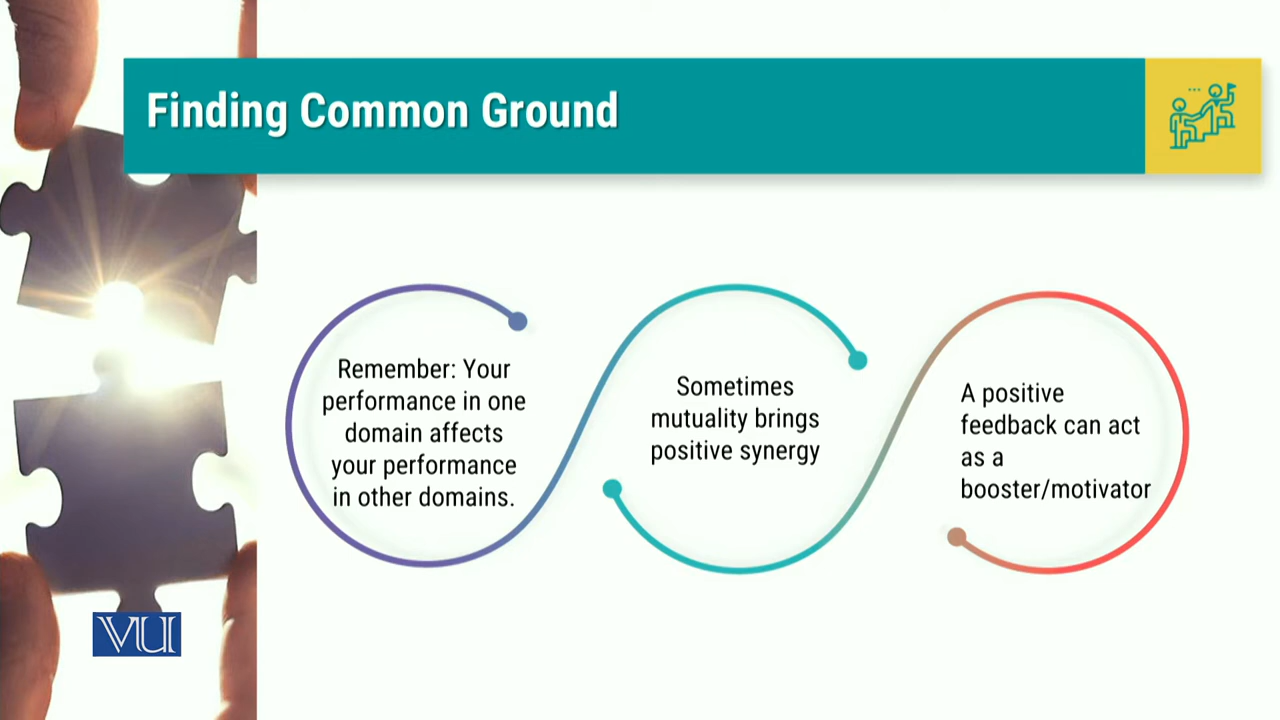 Finding Common Ground
Remember: Your
performance in one
domain affects
your performance
in other domains.
Sometimes
mutuality brings
positive synergy
A positive
feedback can act
as a
booster/motivator
VU